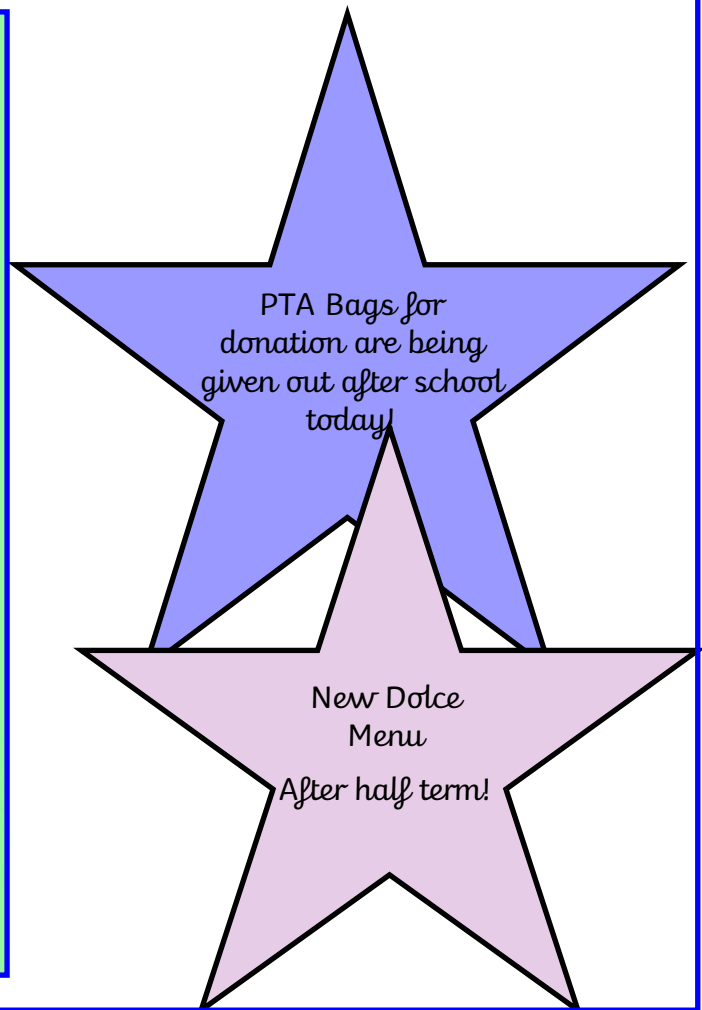 PTA Bags for
donation are being
given out after school
today!
New Dolce
Menu
After half term!